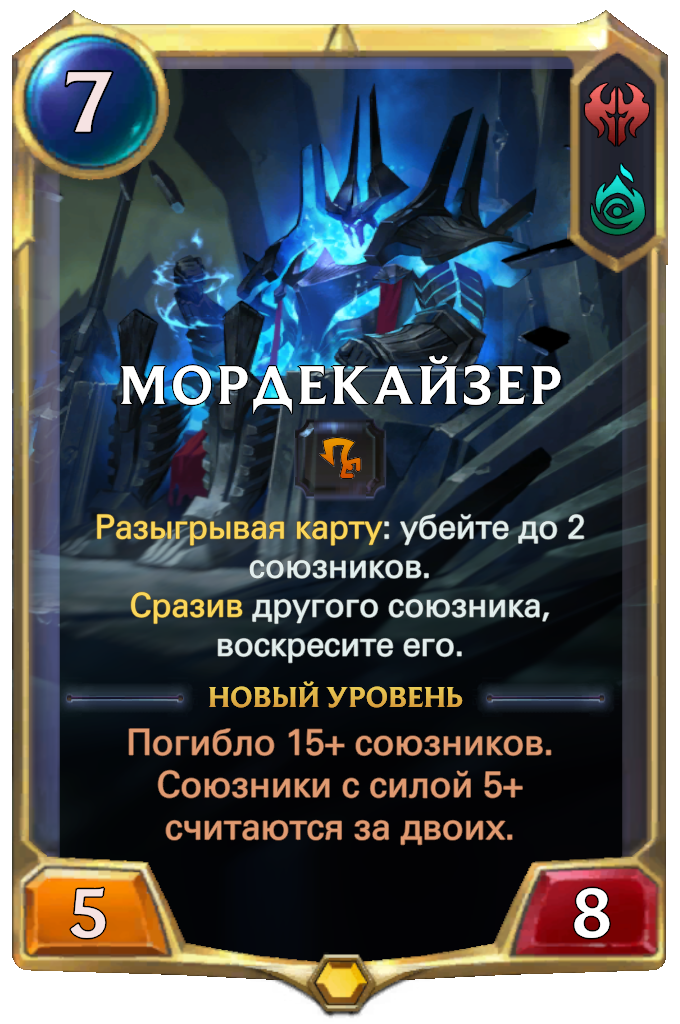 7
МОРДЕКАЙЗЕР
Разыгрывая карту: убейте до 2
союзников.
Сразив другого союзника,
воскресите его.
НОВЫЙ УРОВЕНЬ
Погибло 15+ союзников.
Союзники с силой 5+
считаются за двоих.
5
8